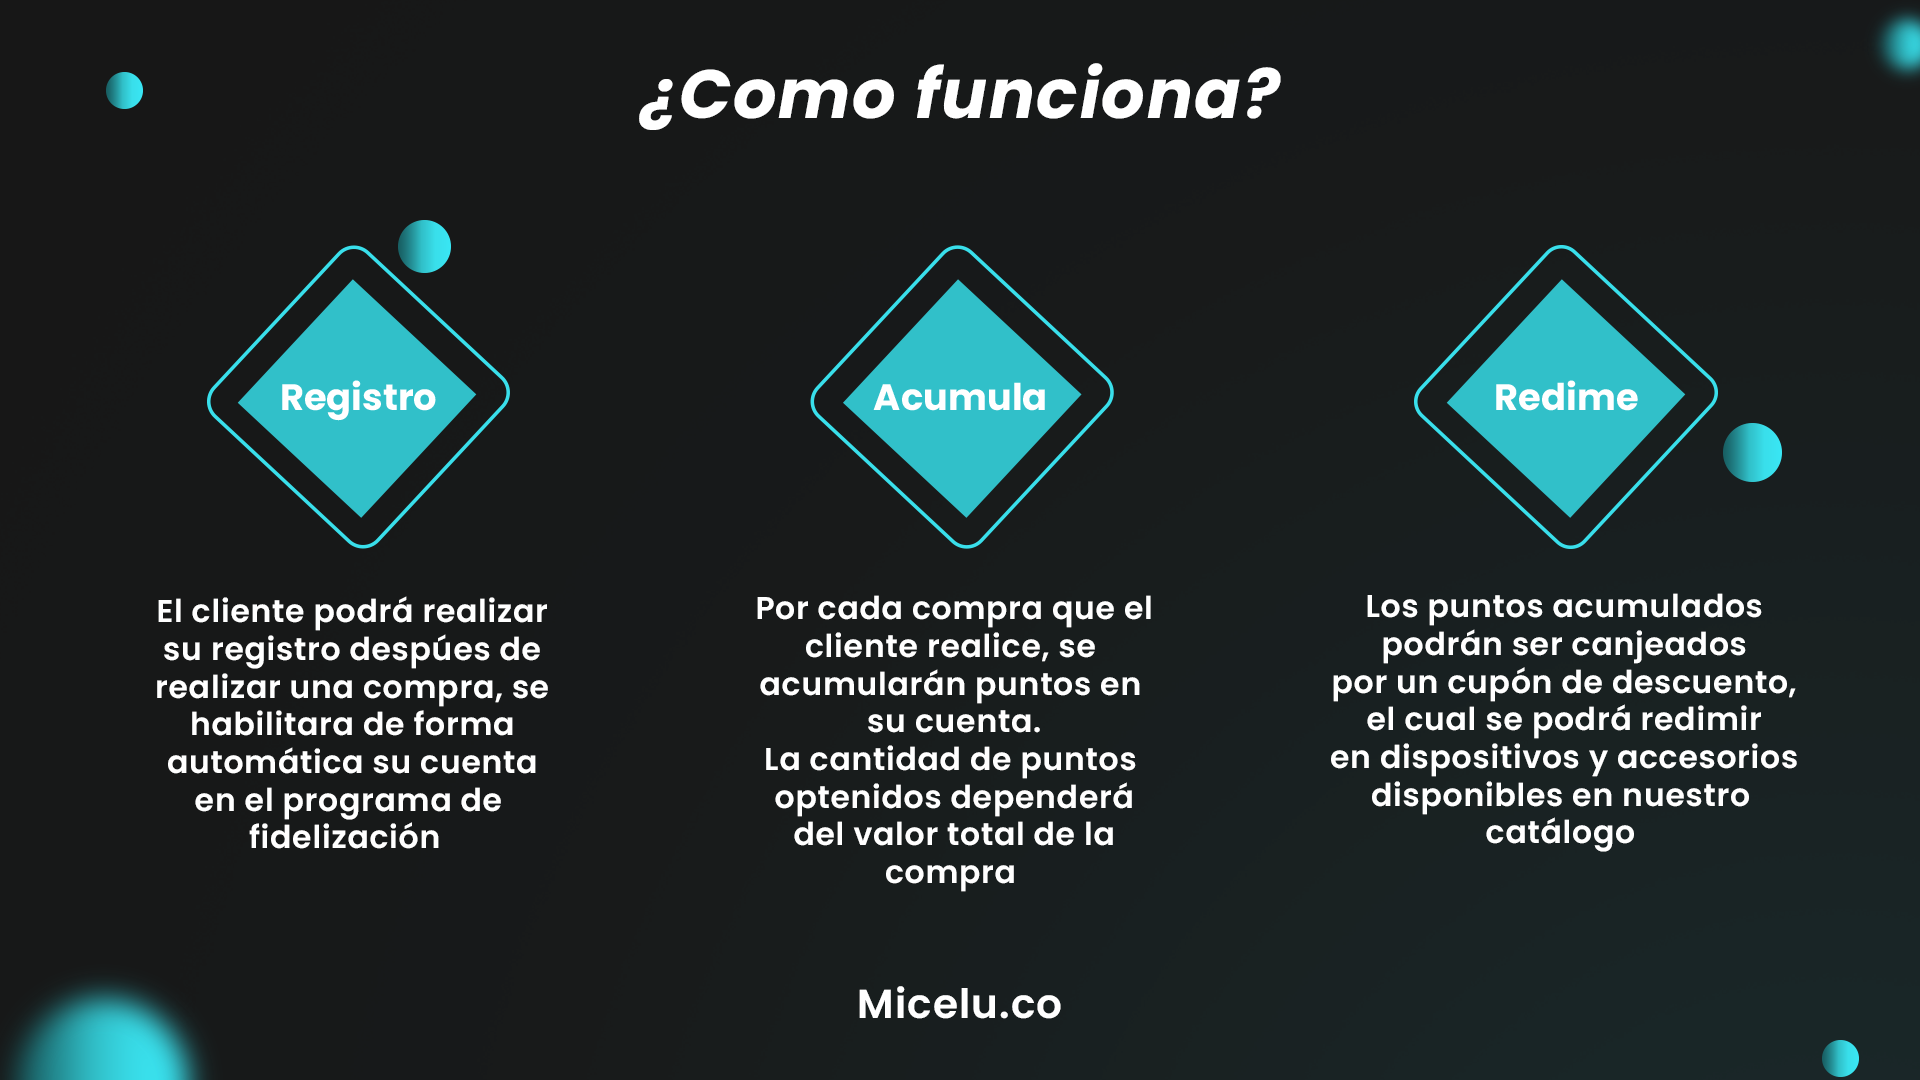 ¿Como funciona?
Registro
El cliente podrá realizar
su registro despúes de
realizar una compra, se
habilitara de forma
automática su cuenta
en el programa de
fidelización
Acumula
Por cada compra que el
cliente realice, se
acumularán puntos en
su cuenta.
La cantidad de puntos
optenidos dependerá
del valor total de la
compra
Redime
Los puntos acumulados
podrán ser canjeados
por un cupón de descuento,
el cual se podrá redimir
en dispositivos y accesorios
disponibles en nuestro
catálogo
Micelu.co